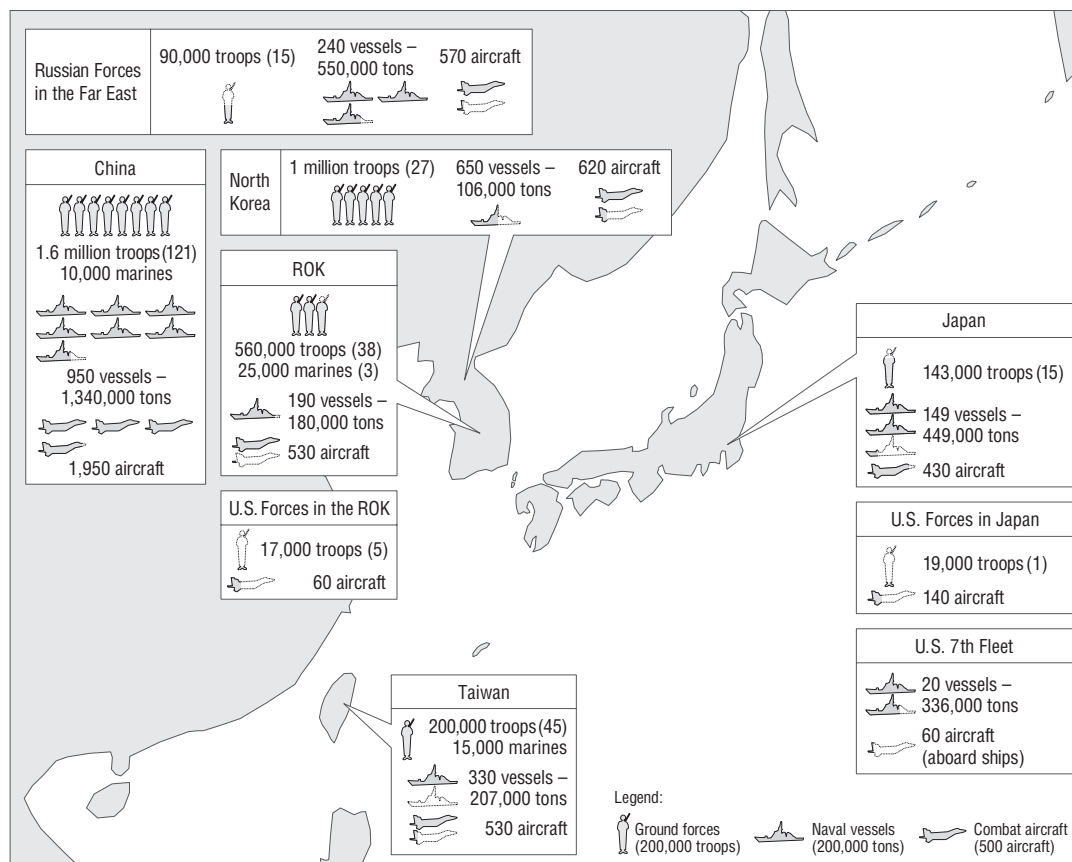 Russian Forces
in the Far East
90,000 troops (15)
240 vessels –
550,000 tons
570 aircraft
China
1.6 million troops (121)
10,000 marines
950 vessels –
1,340,000 tons
1,950 aircraft
North
Korea
1 million troops (27)
650 vessels –
106,000 tons
620 aircraft
ROK
560,000 troops (38)
25,000 marines (3)
190 vessels –
180,000 tons
530 aircraft
U.S. Forces in the ROK
17,000 troops (5)
60 aircraft
Japan
143,000 troops (15)
149 vessels –
449,000 tons
430 aircraft
U.S. Forces in Japan
19,000 troops (1)
140 aircraft
U.S. 7th Fleet
20 vessels –
336,000 tons
60 aircraft
(aboard ships)
Taiwan
200,000 troops (45)
15,000 marines
330 vessels –
207,000 tons
530 aircraft
Legend:
Ground forces
(200,000 troops)
Naval vessels
(200,000 tons)
Combat aircraft
(500 aircraft)